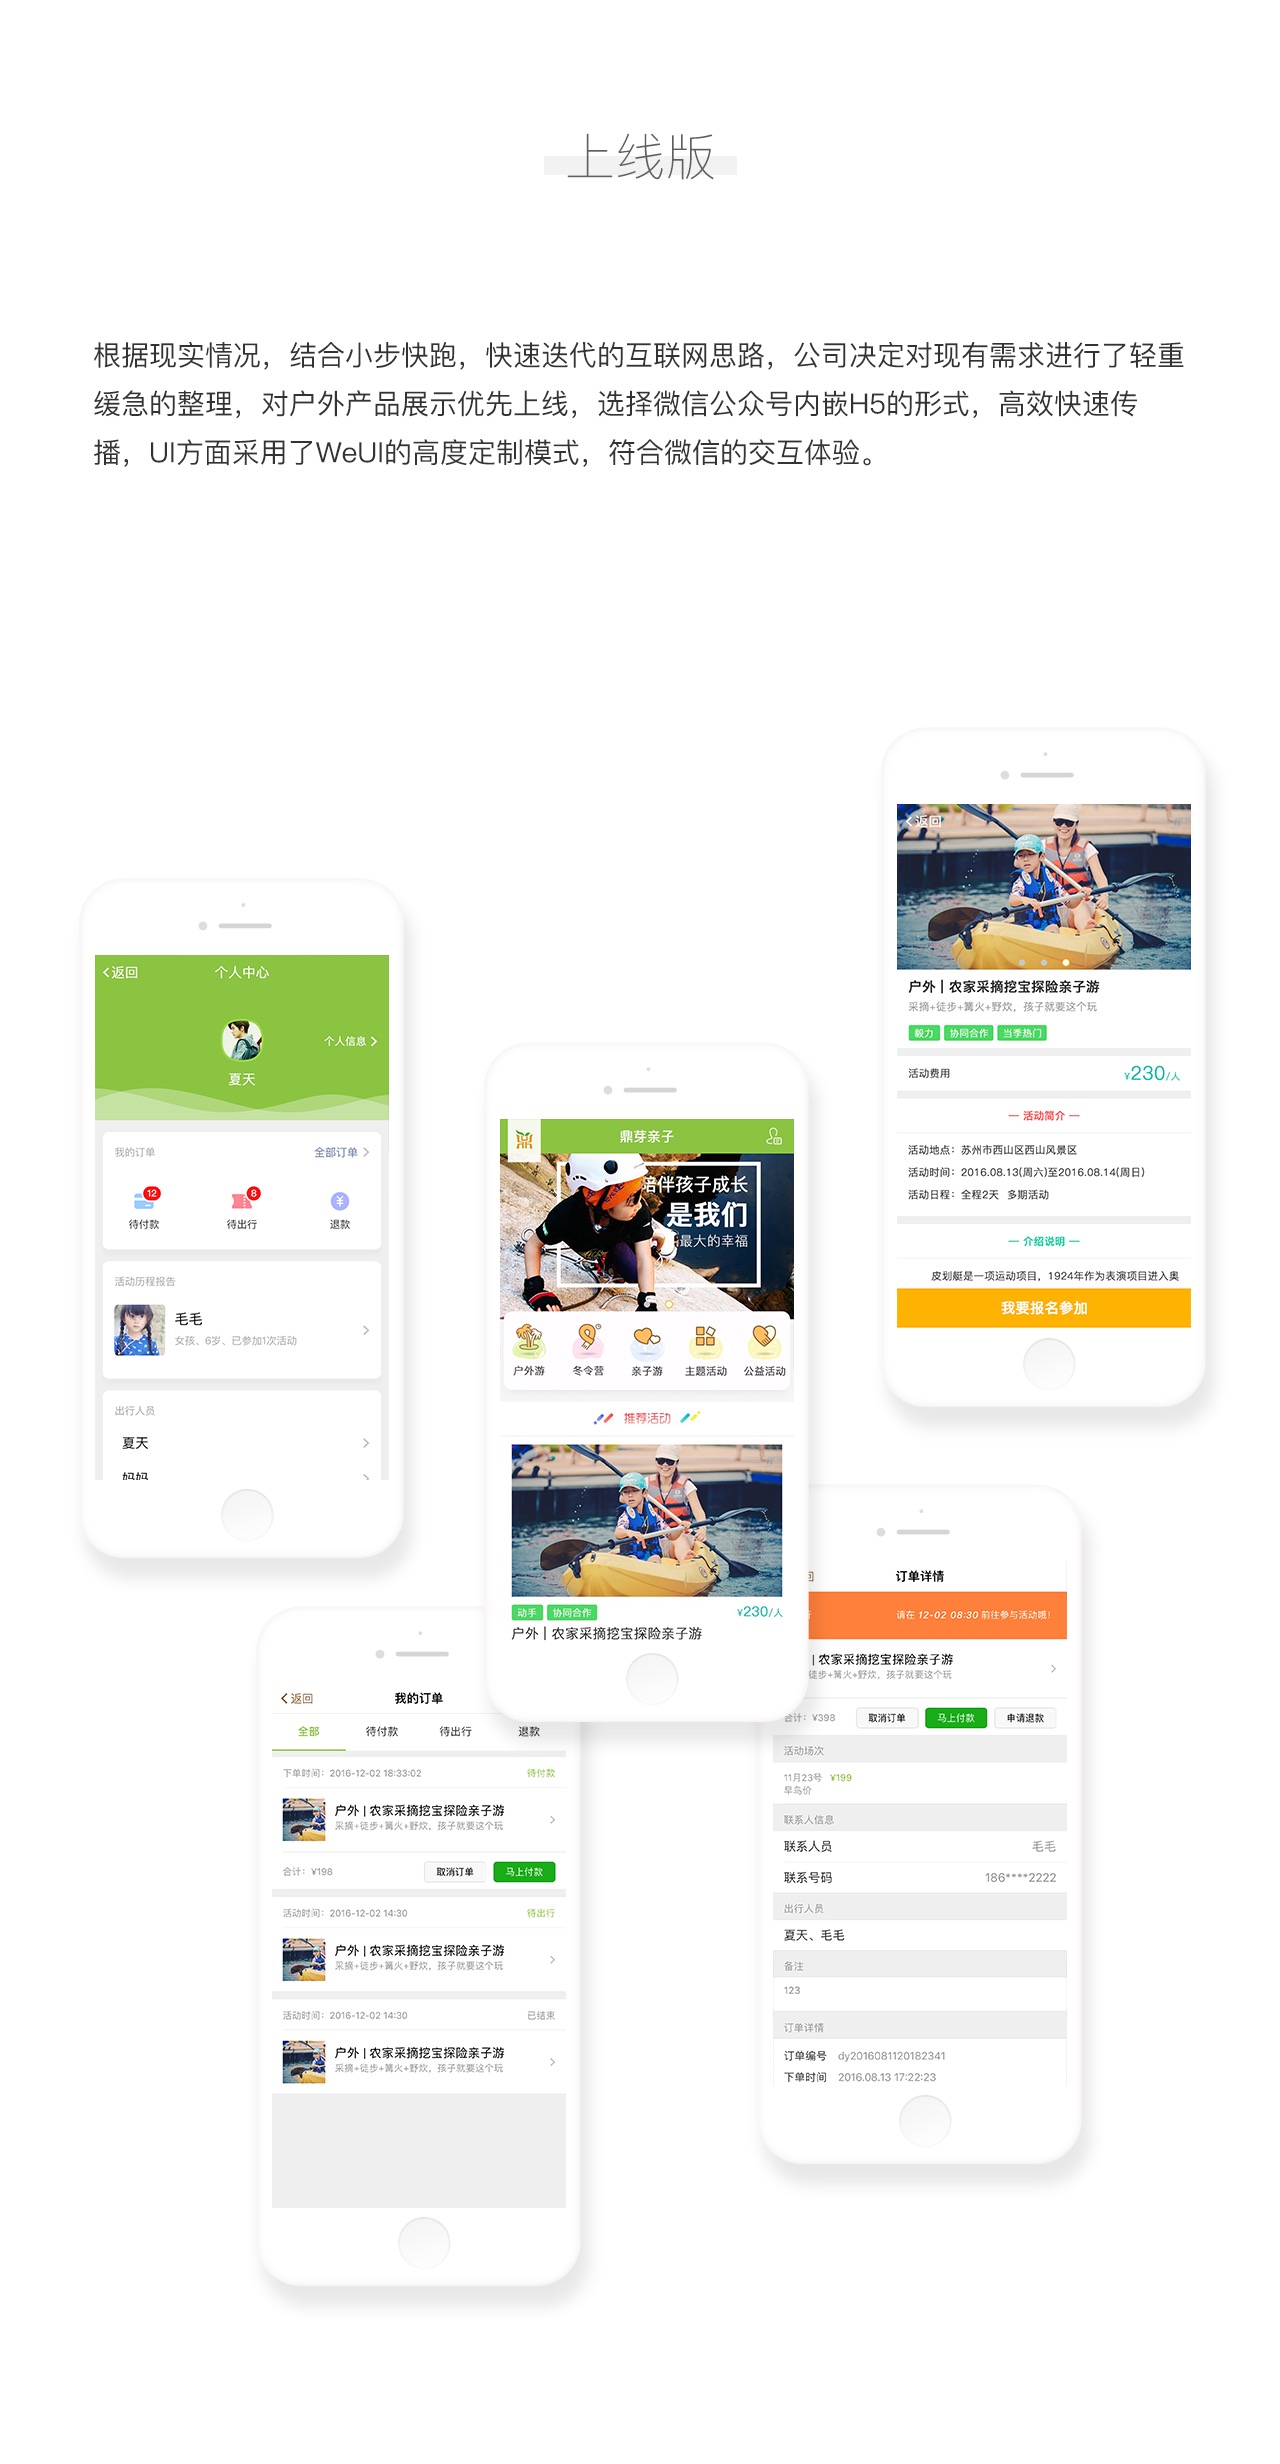 上线版
根据现实情况，结合小步快跑，快速迭代的互联网思路，公司决定对现有需求进行了轻重
缓急的整理，对户外产品展示优先上线，选择微信公众号内嵌H5的形式，高效快速传
播，UI方面采用了WeUI的高度定制模式，符合微信的交互体验。
返回
户外 | 农家采摘挖宝探险亲子游
采摘+徒步+篝火+野炊，孩子就要这个玩
毅力 协同合作 当季热门
活动费用 ¥230/人
— 活动简介 —
活动地点：苏州市西山区西山风景区
活动时间：2016.08.13(周六)至2016.08.14(周日)
活动日程：全程2天 多期活动
— 介绍说明 —
皮划艇是一项运动项目，1924年作为表演项目进入奥
我要报名参加
返回 个人中心
个人信息
夏天
我的订单 全部订单
12 8
待付款 待出行 退款
活动历程报告
毛毛
女孩、6岁、已参加1次活动
出行人员
夏天
妈妈
鼎芽亲子
陪伴孩子成长
是我们
最大的幸福
户外游 冬令营 亲子游 主题活动 公益活动
推荐活动
动手 协同合作 ¥230/人
户外 | 农家采摘挖宝探险亲子游
返回 我的订单
全部 待付款 待出行 退款
下单时间：2016-12-02 18:33:02 待付款
户外 | 农家采摘挖宝探险亲子游
采摘+徒步+篝火+野炊，孩子就要这个玩
合计：¥198 取消订单 马上付款
活动时间：2016-12-02 14:30 待出行
户外 | 农家采摘挖宝探险亲子游
采摘+徒步+篝火+野炊，孩子就要这个玩
活动时间：2016-12-02 14:30 已结束
户外 | 农家采摘挖宝探险亲子游
采摘+徒步+篝火+野炊，孩子就要这个玩
回 订单详情
请在 12-02 08:30 前往参与活动哦!
| 农家采摘挖宝探险亲子游
徒步+篝火+野炊，孩子就要这个玩
合计：¥398 取消订单 马上付款 申请退款
活动场次
11月23号 ¥199
早鸟价
联系人信息
联系人员 毛毛
联系号码 186****2222
出行人员
夏天、毛毛
备注
123
订单详情
订单编号 dy2016081120182341
下单时间 2016.08.13 17:22:23